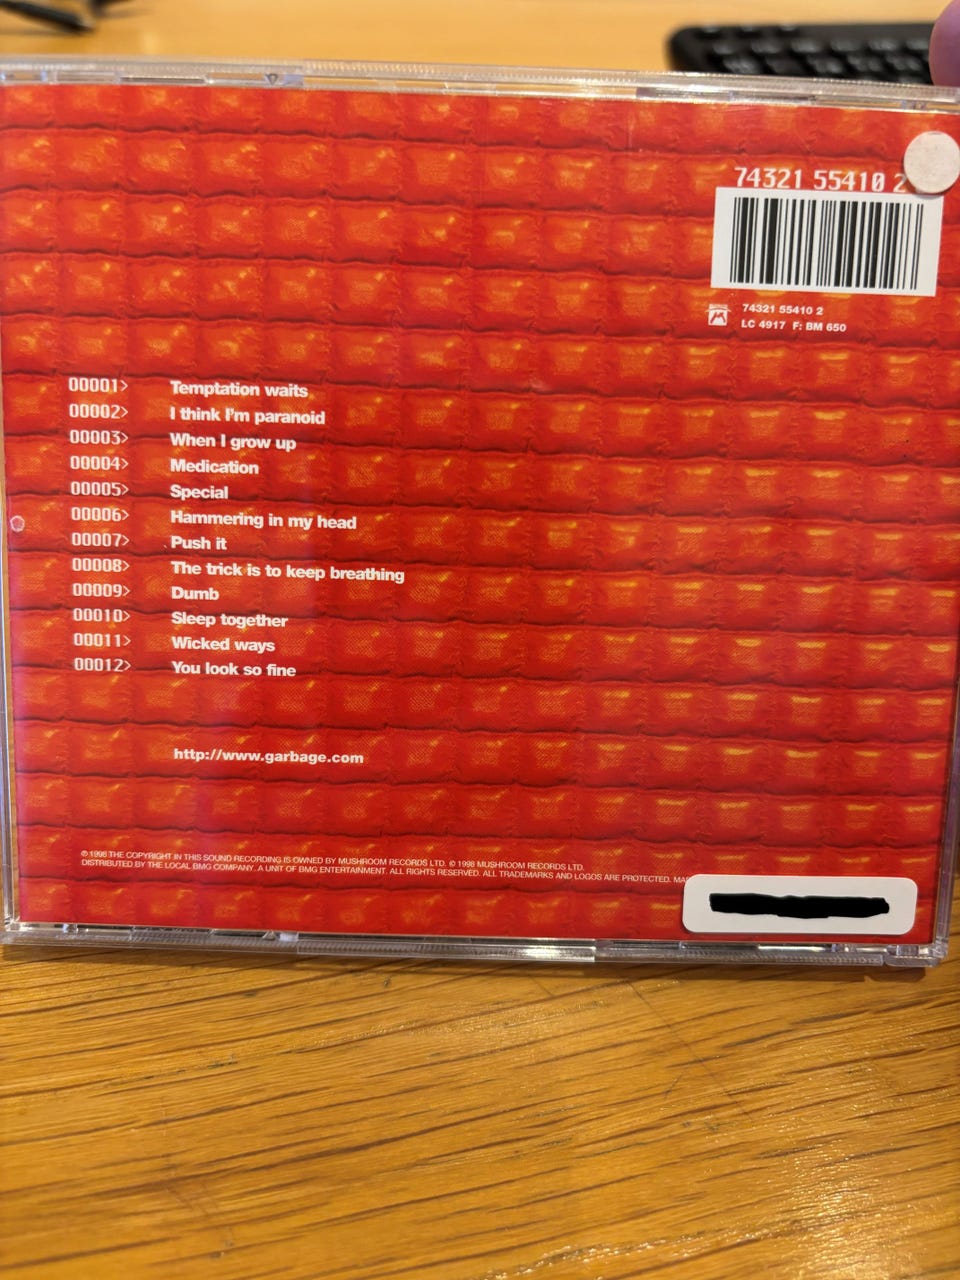 74321 55410 2
74321 55410 2
LC 4917 F: BM 650
00001> Temptation waits
00002> I think I'm paranoid
00003> When I grow up
00004> Medication
00005> Special
00006> Hammering in my head
00007> Push it
00008> The trick is to keep breathing
00009> Dumb
00010> Sleep together
00011> Wicked ways
00012> You look so fine
http://www.garbage.com
℗ 1998 THE COPYRIGHT IN THIS SOUND RECORDING IS OWNED BY MUSHROOM RECORDS LTD. © 1998 MUSHROOM RECORDS LTD.
DISTRIBUTED BY THE LOCAL BMG COMPANY. A UNIT OF BMG ENTERTAINMENT. ALL RIGHTS RESERVED. ALL TRADEMARKS AND LOGOS ARE PROTECTED.